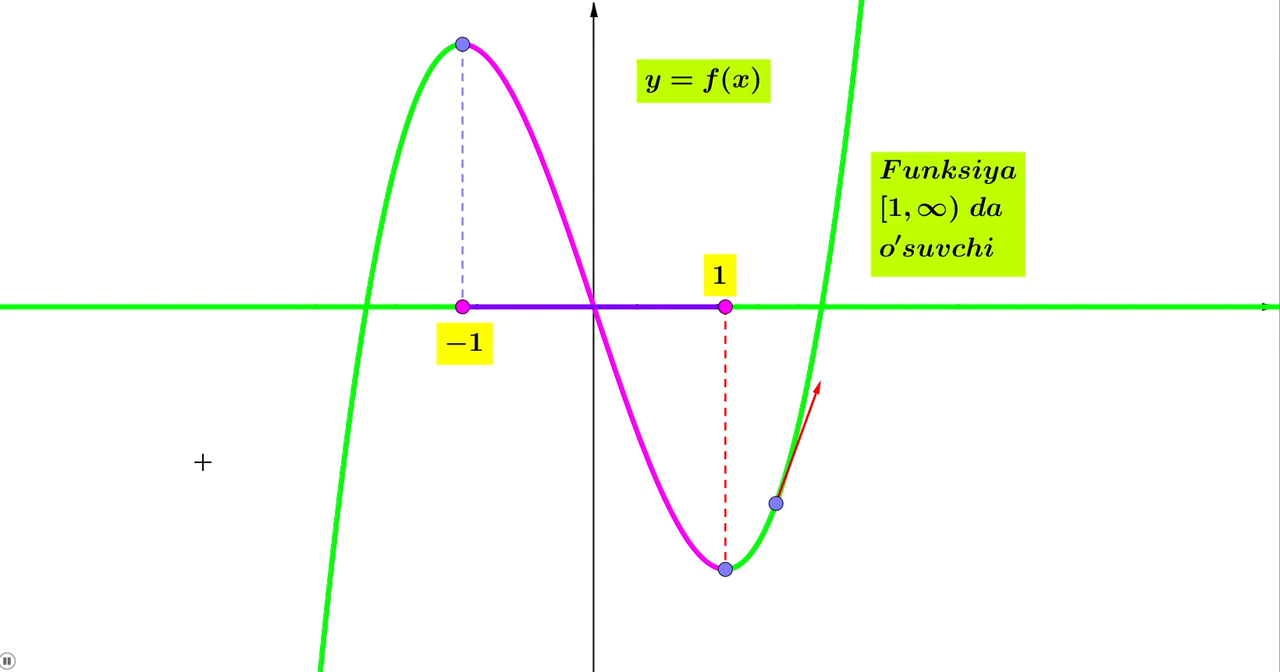 y = f(x)
Funksiya
[1, ∞) da
o'suvchi
1
−1